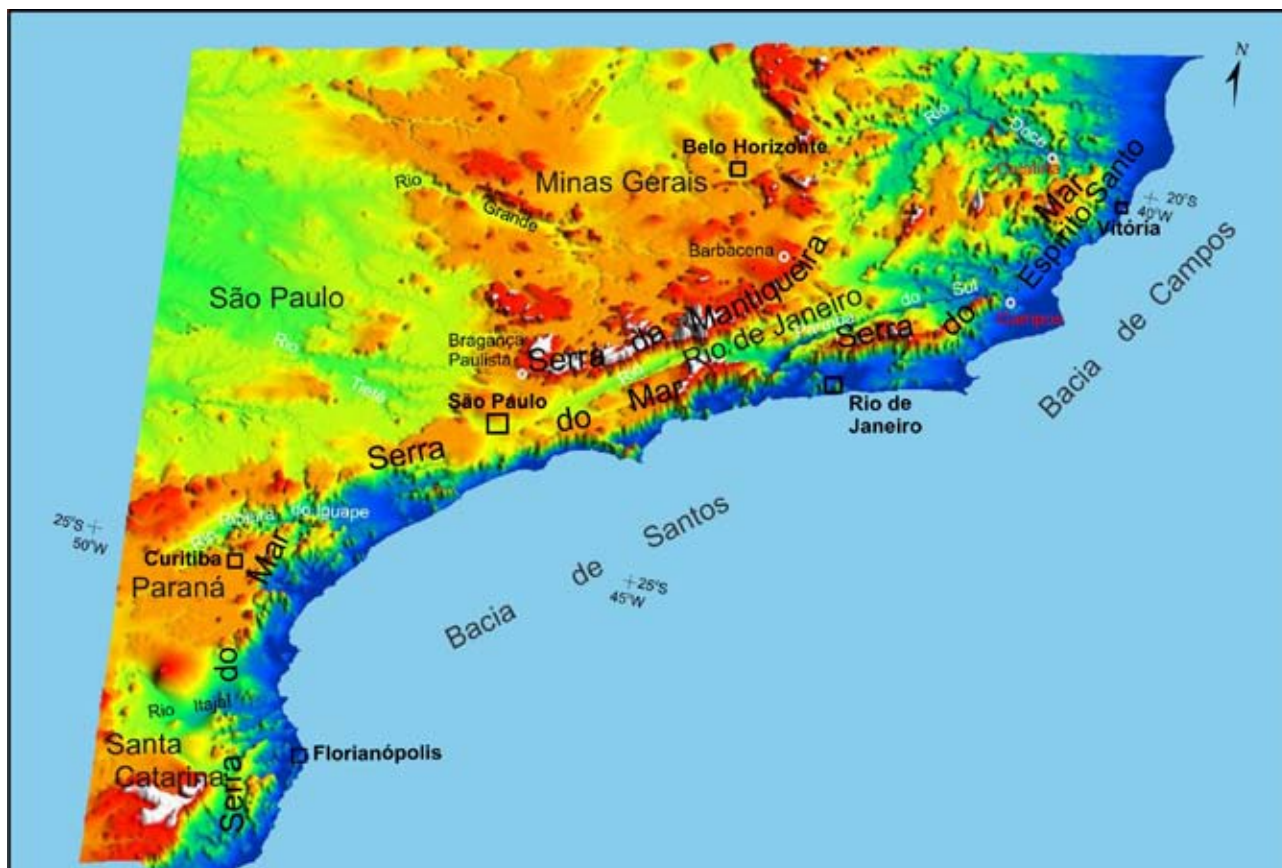 N
Belo Horizonte
Minas Gerais
Rio
Grande
Rio
Doce
Mar
Espírito Santo
20°S
40°W
Vitória
Barbacena
São Paulo
Bacia de Campos
Serra da Mantiqueira
Rio de Janeiro
do Sul
Campos
Serra do
Bragança
Paulista
Rio
Tietê
São Paulo
Serra do Mar
Rio de
Janeiro
Bacia de Santos
25°S
50°W
do Iguape
Curitiba
Paraná
Mar
25°S
45°W
do
Rio Itajaí
Santa
Catarina
Serra
Florianópolis